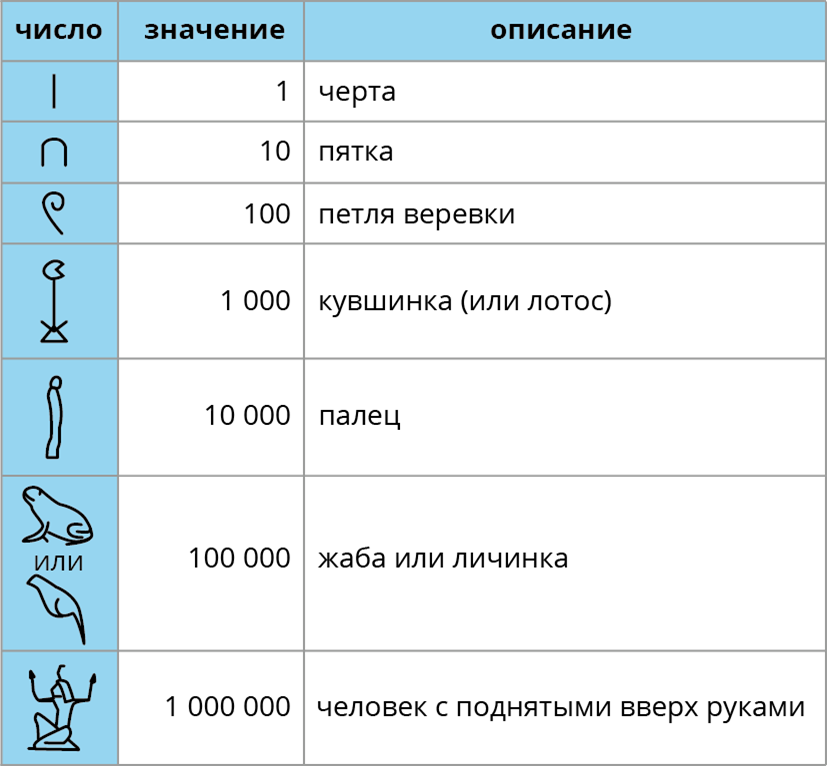 число значение описание
1 черта
10 пятка
100 петля веревки
1 000 кувшинка (или лотос)
10 000 палец
или 100 000 жаба или личинка
1 000 000 человек с поднятыми вверх руками